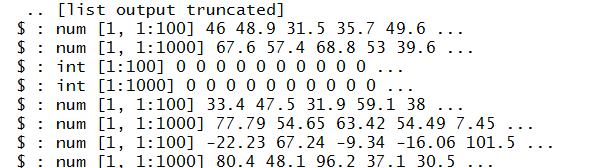 .. [list output truncated]
$ : num [1, 1:100] 46 48.9 31.5 35.7 49.6 ...
$ : num [1, 1:1000] 67.6 57.4 68.8 53 39.6 ...
$ : int [1:100] 0 0 0 0 0 0 0 0 0 0 ...
$ : int [1:1000] 0 0 0 0 0 0 0 0 0 0 ...
$ : num [1, 1:100] 33.4 47.5 31.9 59.1 38 ...
$ : num [1, 1:1000] 77.79 54.65 63.42 54.49 7.45 ...
$ : num [1, 1:100] -22.23 67.24 -9.34 -16.06 101.5 ...
$ : num [1, 1:1000] 80.4 48.1 96.2 37.1 30.5 ...